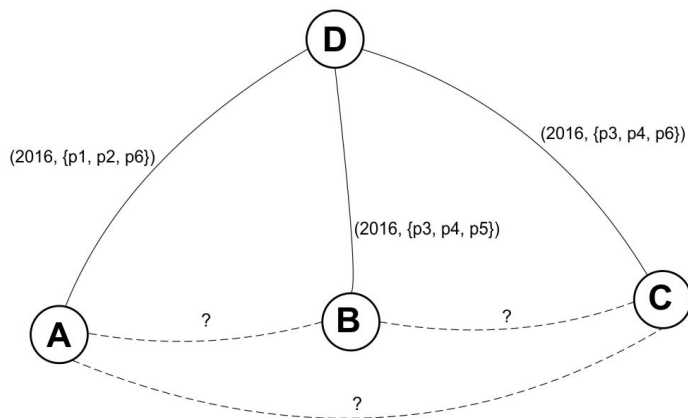 D
(2016, {p1, p2, p6})
(2016, {p3, p4, p6})
(2016, {p3, p4, p5})
A
?
B
?
C
?